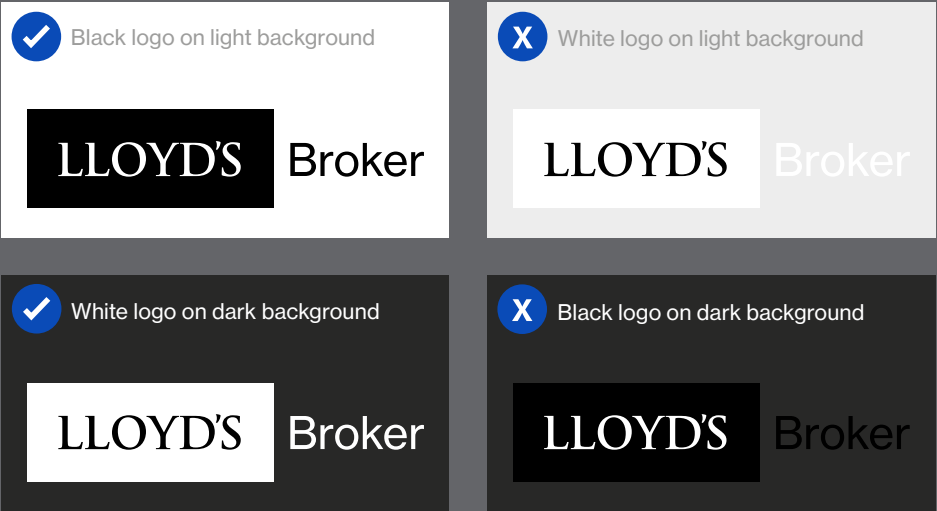 Black logo on light background
LLOYD'S Broker
X White logo on light background
LLOYD'S Broker
White logo on dark background
LLOYD'S Broker
X Black logo on dark background
LLOYD'S Broker